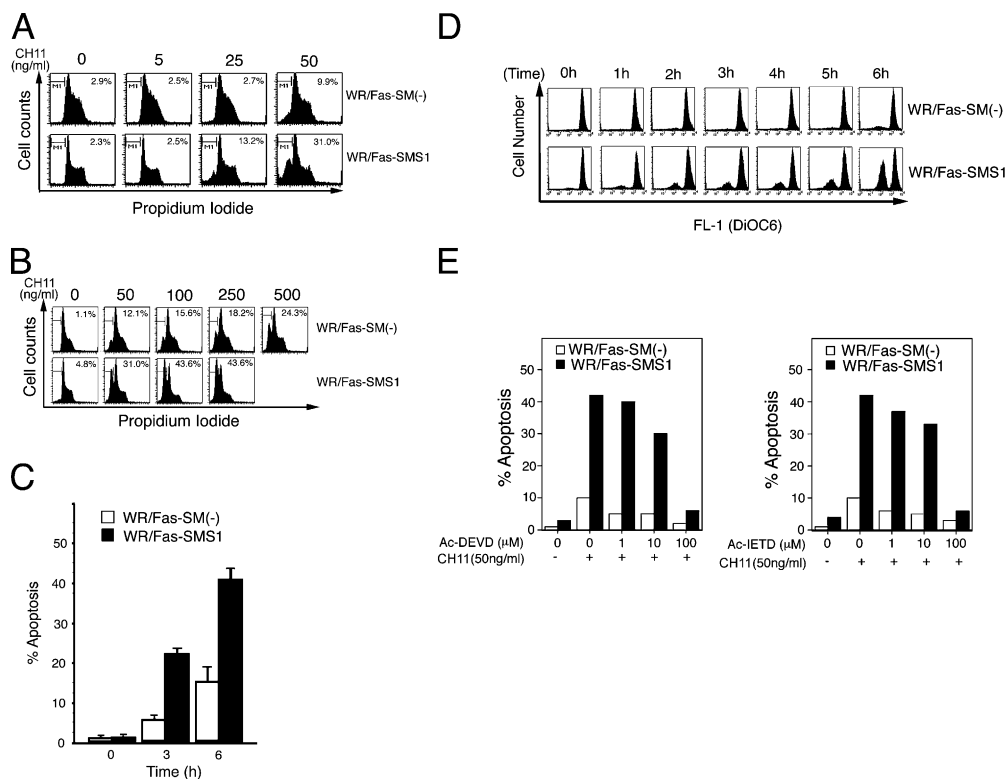 A
CH11
(ng/ml)
0 5 25 50
Cell counts
M1 2.9% M1 2.5% M1 2.7% M1 9.9%
WR/Fas-SM(-)
M1 2.3% M1 2.5% M1 13.2% M1 31.0%
WR/Fas-SMS1
Propidium Iodide
B
CH11
(ng/ml)
0 50 100 250 500
Cell counts
1.1% 12.1% 15.6% 18.2% 24.3%
WR/Fas-SM(-)
4.8% 31.0% 43.6% 43.6%
WR/Fas-SMS1
Propidium Iodide
C
WR/Fas-SM(-)
WR/Fas-SMS1
% Apoptosis
50
40
30
20
10
0
0 3 6
Time (h)
D
(Time) 0h 1h 2h 3h 4h 5h 6h
Cell Number
WR/Fas-SM(-)
WR/Fas-SMS1
FL-1 (DiOC6)
E
WR/Fas-SM(-)
WR/Fas-SMS1
% Apoptosis
50
40
30
20
10
0
Ac-DEVD (μM) 0 0 1 10 100
CH11(50ng/ml) - + + + +
WR/Fas-SM(-)
WR/Fas-SMS1
% Apoptosis
50
40
30
20
10
0
Ac-IETD (μM) 0 0 1 10 100
CH11(50ng/ml) - + + + +